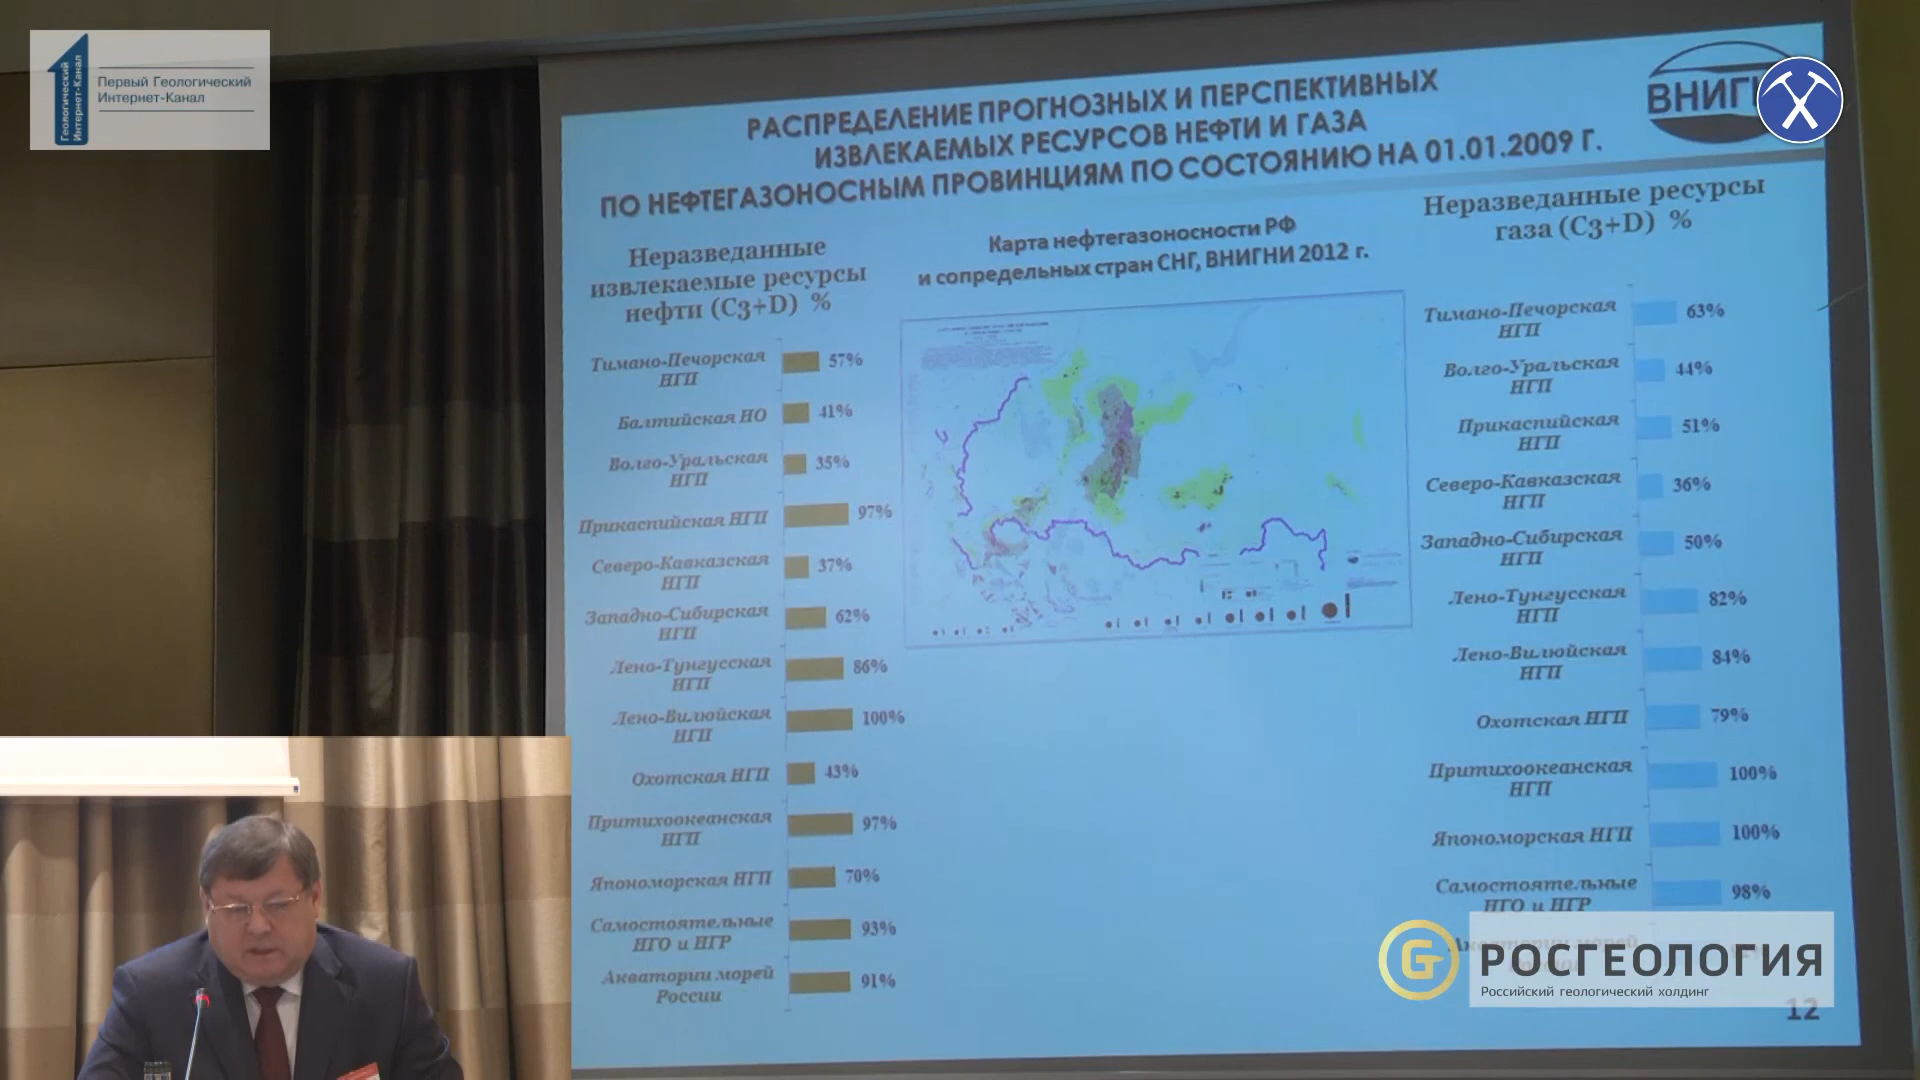 Геологический
Интернет-Канал
Первый Геологический
Интернет-Канал
РАСПРЕДЕЛЕНИЕ ПРОГНОЗНЫХ И ПЕРСПЕКТИВНЫХ
ИЗВЛЕКАЕМЫХ РЕСУРСОВ НЕФТИ И ГАЗА
ПО НЕФТЕГАЗОНОСНЫМ ПРОВИНЦИЯМ ПО СОСТОЯНИЮ НА 01.01.2009 Г.
ВНИГ
Неразведанные
извлекаемые ресурсы
нефти (С3+D) %
Тимано-Печорская
НГП
57%
Балтийская НО
41%
Волго-Уральская
НГП
35%
Прикаспийская НГП
97%
Северо-Кавказская
НГП
37%
Западно-Сибирская
НГП
62%
Лено-Тунгусская
НГП
86%
Лено-Вилюйская
НГП
100%
Охотская НГП
43%
Притихоокеанская
НГП
97%
Япономорская НГП
70%
Самостоятельные
НГО и НГР
93%
Акватории морей
России
91%
Карта нефтегазоносности РФ
и сопредельных стран СНГ, ВНИГНИ 2012 г.
Неразведанные ресурсы
газа (С3+D) %
Тимано-Печорская
НГП
63%
Волго-Уральская
НГП
44%
Прикаспийская
НГП
51%
Северо-Кавказская
НГП
36%
Западно-Сибирская
НГП
50%
Лено-Тунгусская
НГП
82%
Лено-Вилюйская
НГП
84%
Охотская НГП
79%
Притихоокеанская
НГП
100%
Япономорская НГП
100%
Самостоятельные
НГО и НГР
98%
РОСГЕОЛОГИЯ
Российский геологический холдинг
12